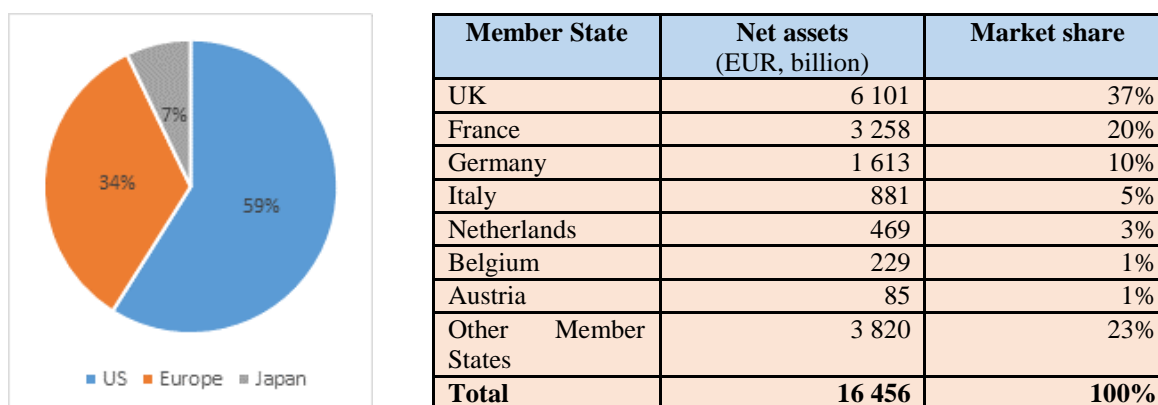 7%
34%
59%
US Europe Japan
Member State Net assets Market share
(EUR, billion)
UK 6 101 37%
France 3 258 20%
Germany 1 613 10%
Italy 881 5%
Netherlands 469 3%
Belgium 229 1%
Austria 85 1%
Other Member 3 820 23%
States
Total 16 456 100%